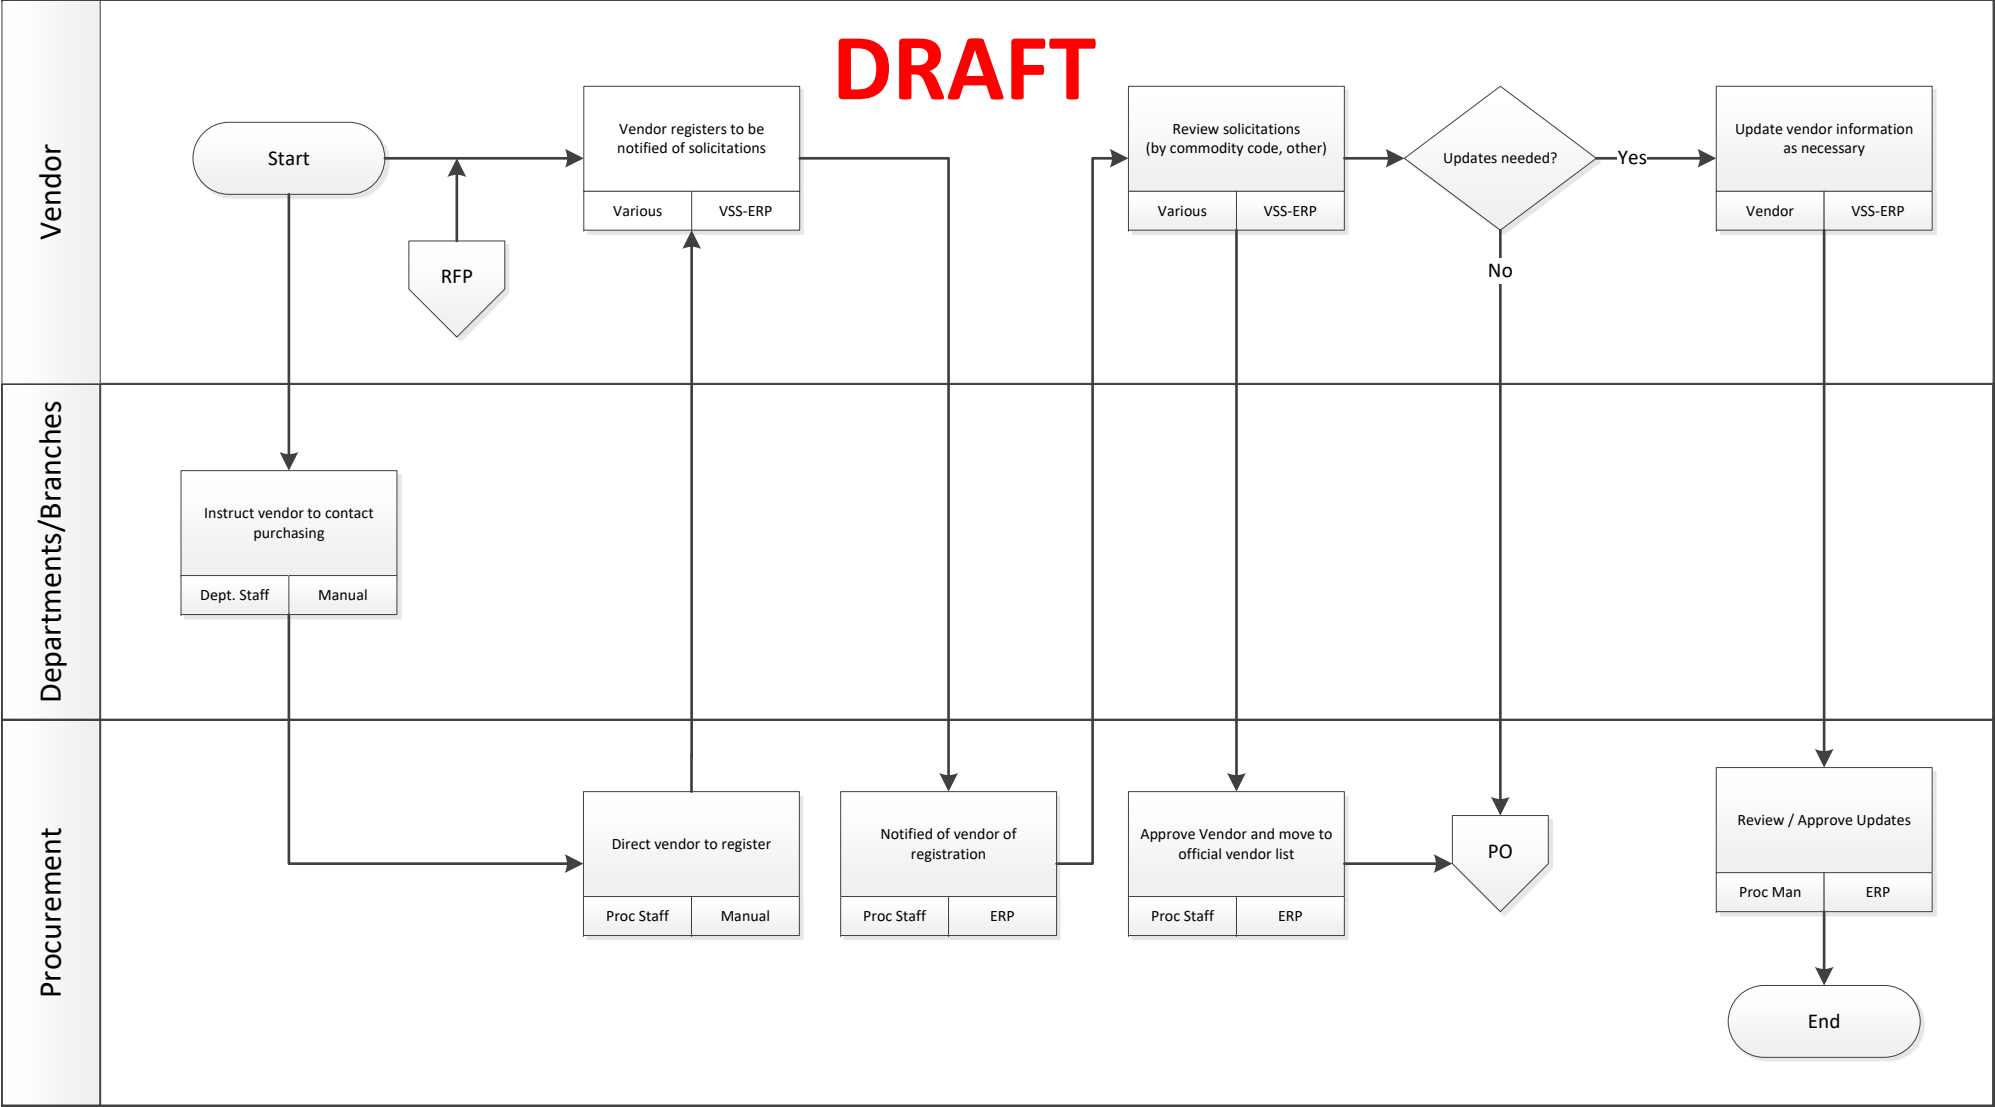 DRAFT
Vendor
Start
RFP
Vendor registers to be
notified of solicitations
Various
VSS-ERP
Review solicitations
(by commodity code, other)
Various
VSS-ERP
Updates needed?
Yes
No
Update vendor information
as necessary
Vendor
VSS-ERP
Departments/Branches
Instruct vendor to contact
purchasing
Dept. Staff
Manual
Procurement
Direct vendor to register
Proc Staff
Manual
Notified of vendor of
registration
Proc Staff
ERP
Approve Vendor and move to
official vendor list
Proc Staff
ERP
PO
Review / Approve Updates
Proc Man
ERP
End